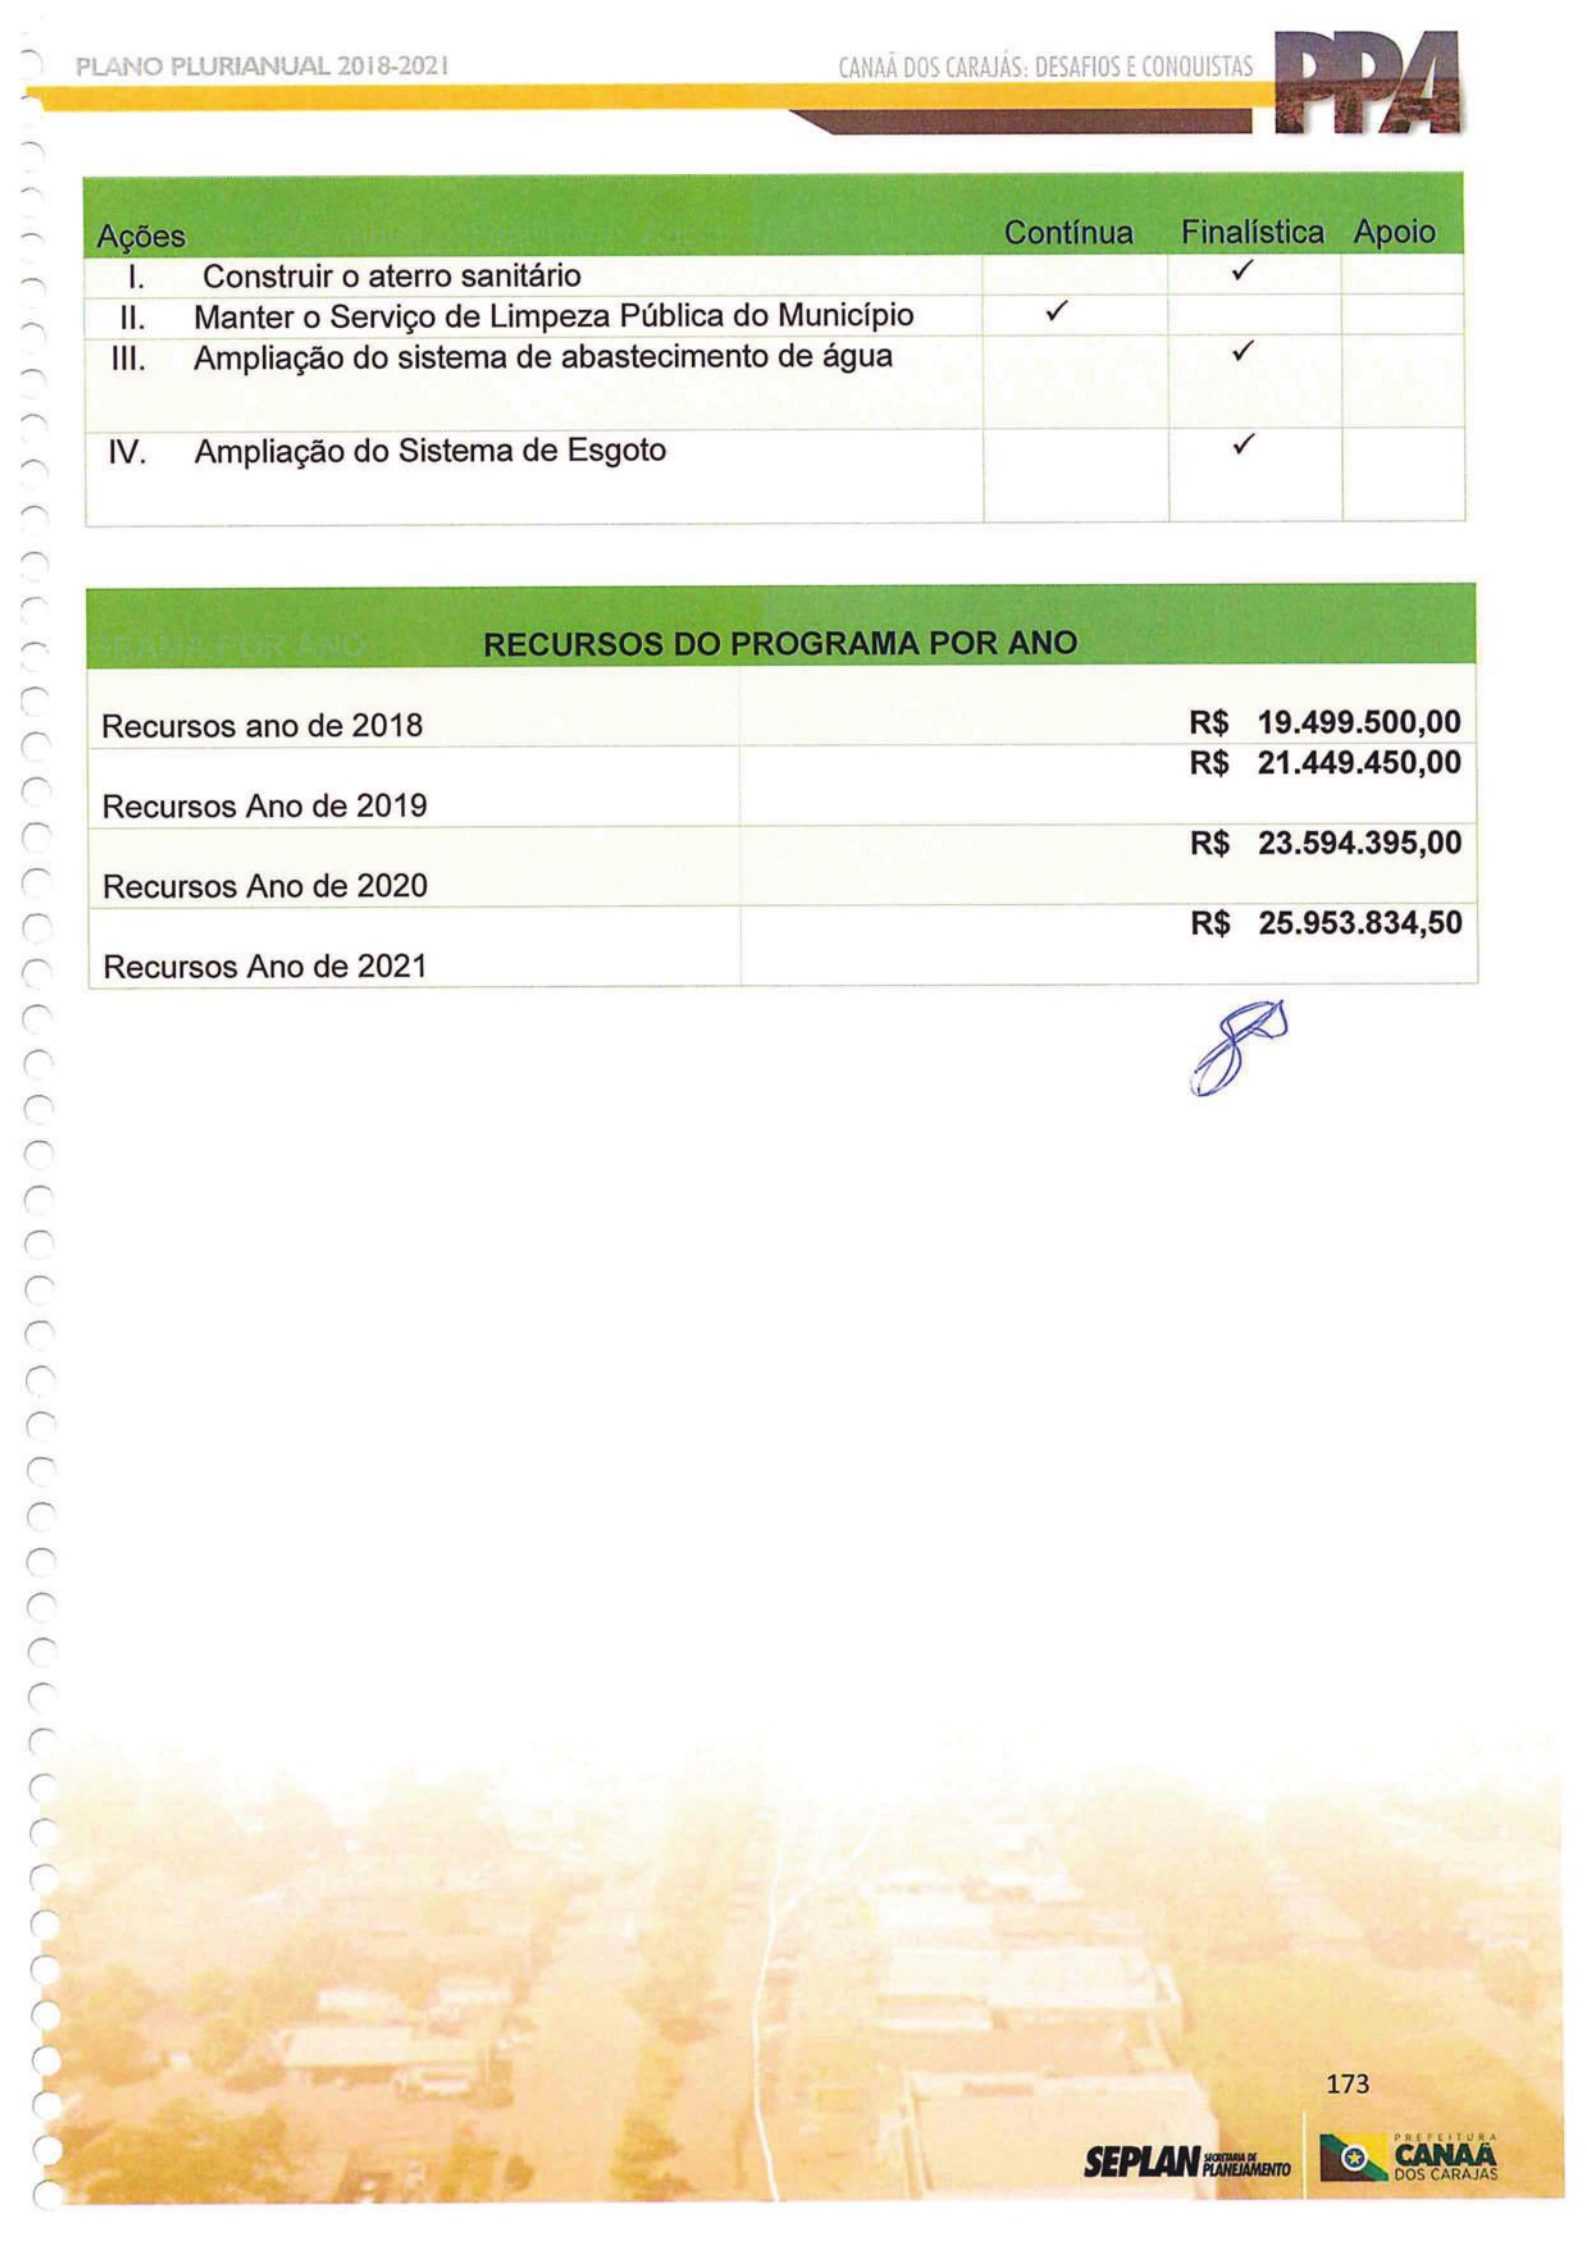 PLANO PLURIANUAL 2018-2021
CANAÃ DOS CARAJÁS: DESAFIOS E CONQUISTAS
PPA
Ações Contínua Finalística Apoio
I. Construir o aterro sanitário ✓
II. Manter o Serviço de Limpeza Pública do Município ✓
III. Ampliação do sistema de abastecimento de água ✓
IV. Ampliação do Sistema de Esgoto ✓
RECURSOS DO PROGRAMA POR ANO
Recursos ano de 2018 R$ 19.499.500,00
Recursos Ano de 2019 R$ 21.449.450,00
Recursos Ano de 2020 R$ 23.594.395,00
Recursos Ano de 2021 R$ 25.953.834,50
173
SEPLAN SECRETARIA DE PLANEJAMENTO
PREFEITURA
CANAÃ
DOS CARAJÁS